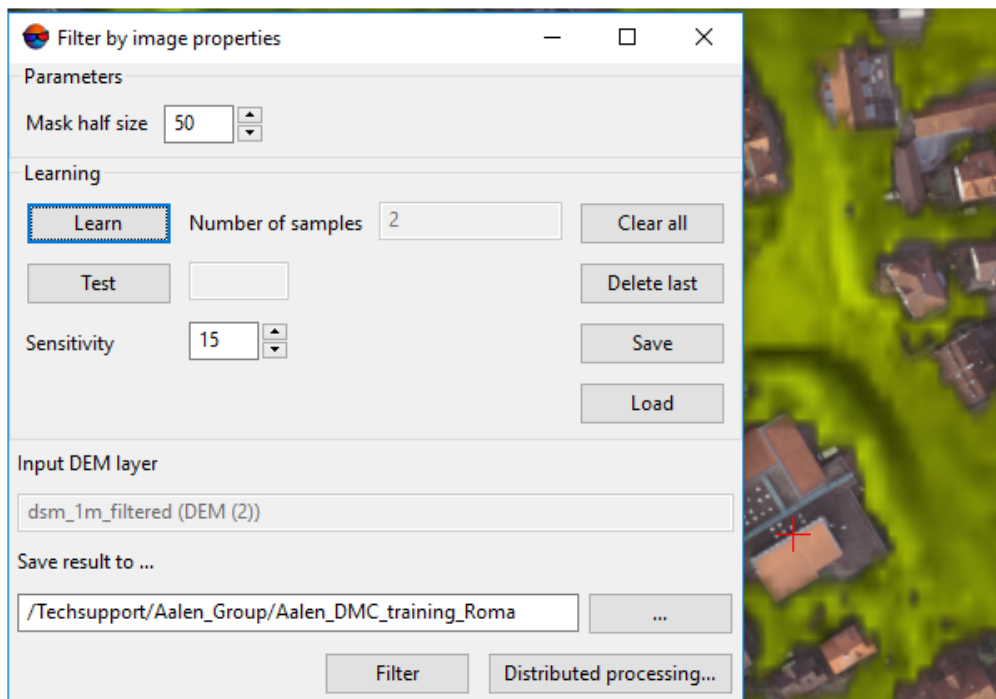 Filter by image properties
Parameters
Mask half size 50
Learning
Learn Number of samples 2 Clear all
Test Delete last
Sensitivity 15 Save
Load
Input DEM layer
dsm_1m_filtered (DEM (2))
Save result to ...
/Techsupport/Aalen_Group/Aalen_DMC_training_Roma ...
Filter Distributed processing...